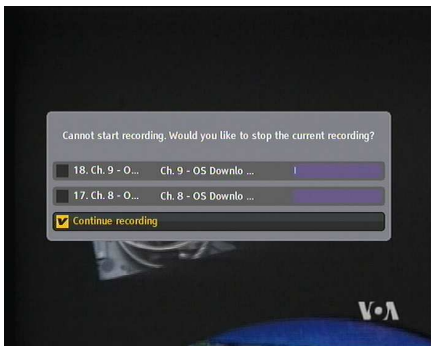 Cannot start recording. Would you like to stop the current recording?
18. Ch. 9 - O... Ch. 9 - OS Downlo ...
17. Ch. 8 - O... Ch. 8 - OS Downlo ...
Continue recording
VOA